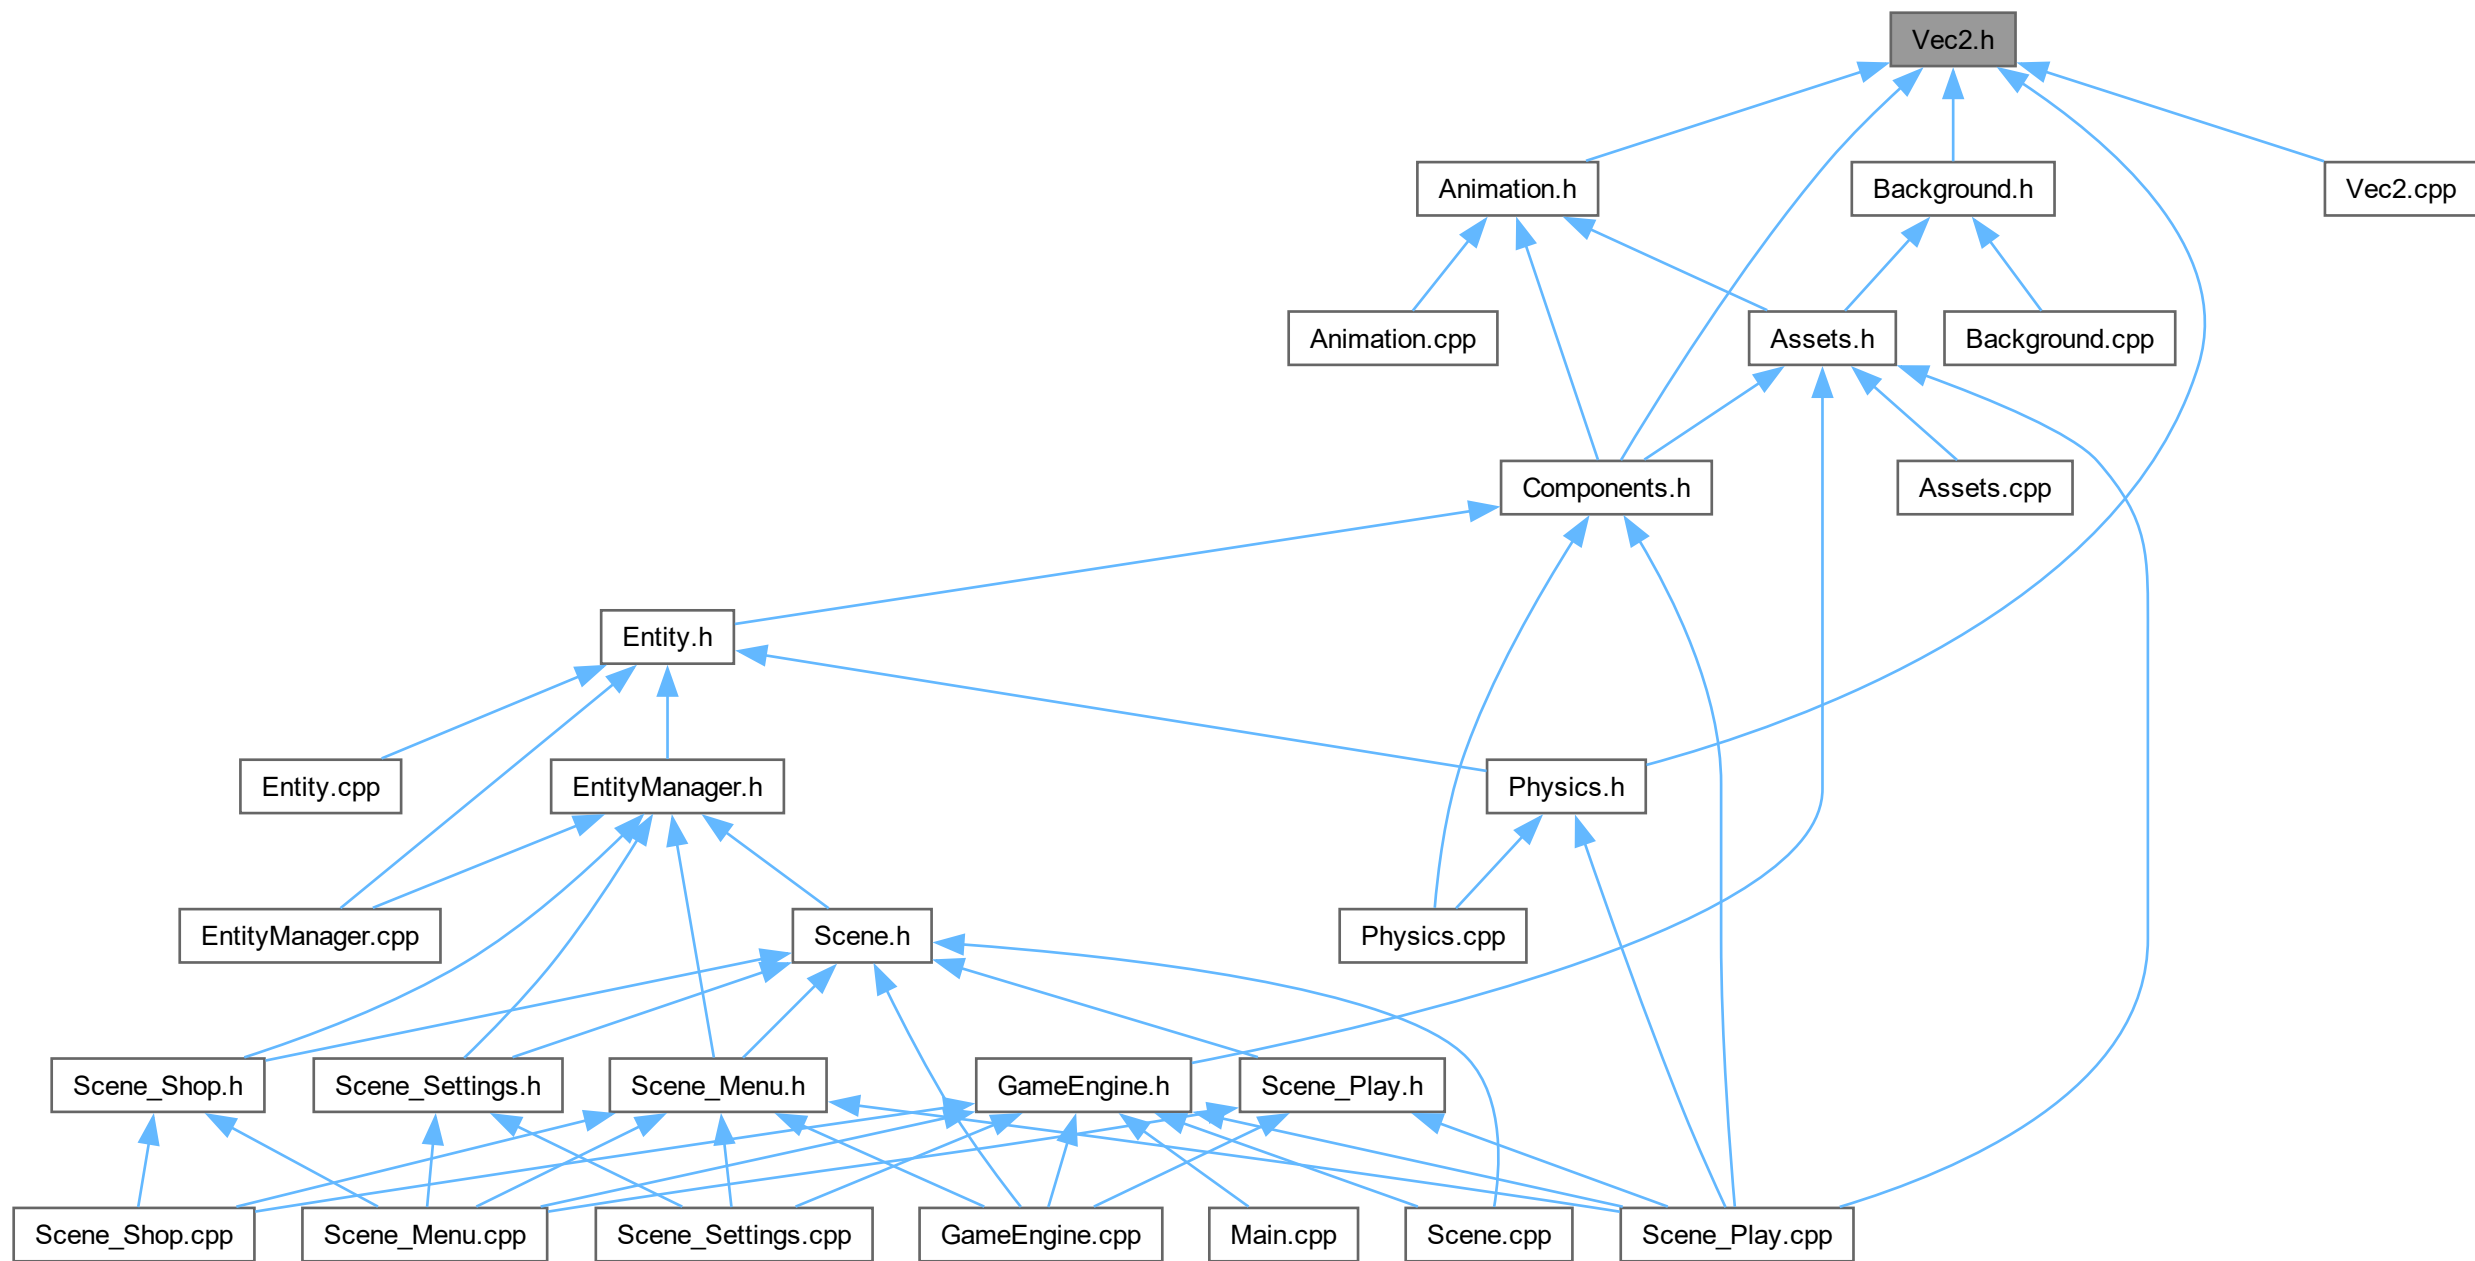 Vec2.h
Animation.h
Background.h
Vec2.cpp
Animation.cpp
Assets.h
Background.cpp
Components.h
Assets.cpp
Entity.h
Entity.cpp
EntityManager.h
Physics.h
EntityManager.cpp
Scene.h
Physics.cpp
Scene_Shop.h
Scene_Settings.h
Scene_Menu.h
GameEngine.h
Scene_Play.h
Scene_Shop.cpp
Scene_Menu.cpp
Scene_Settings.cpp
GameEngine.cpp
Main.cpp
Scene.cpp
Scene_Play.cpp